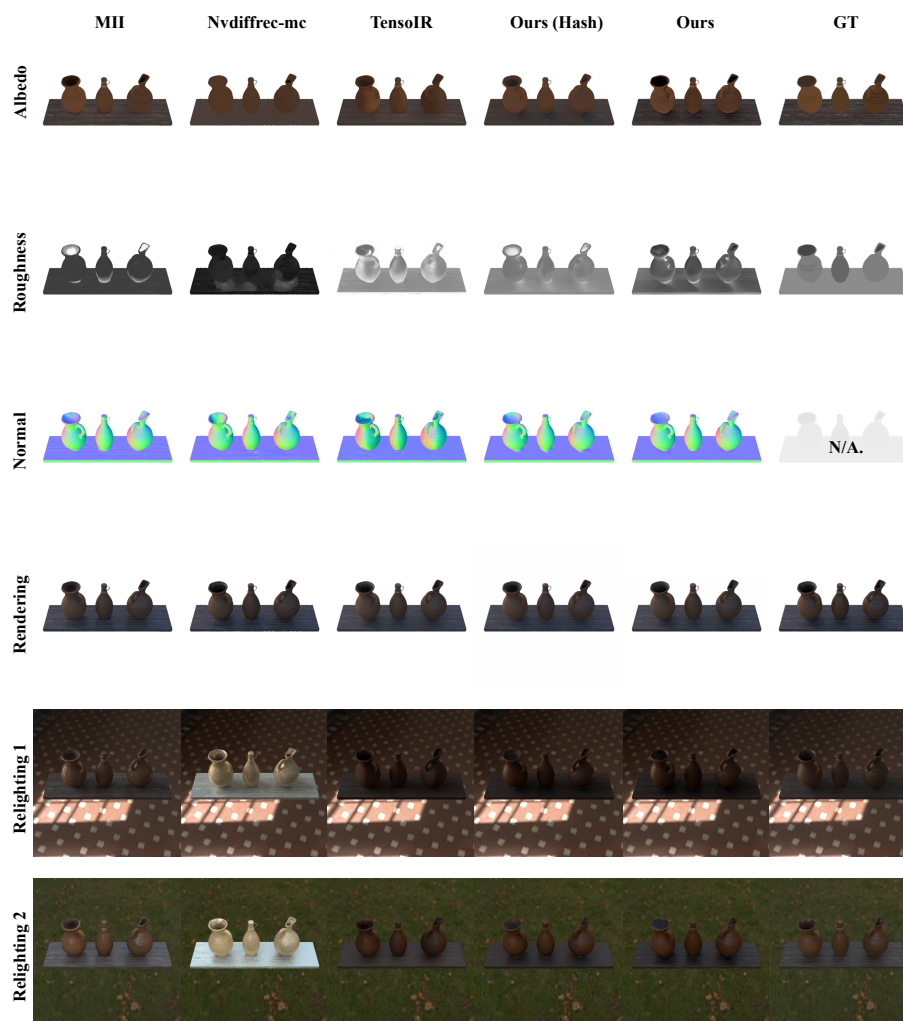 MII Nvdiffrec-mc TensoIR Ours (Hash) Ours GT
Albedo
Roughness
Normal
N/A.
Rendering
Relighting 1
Relighting 2